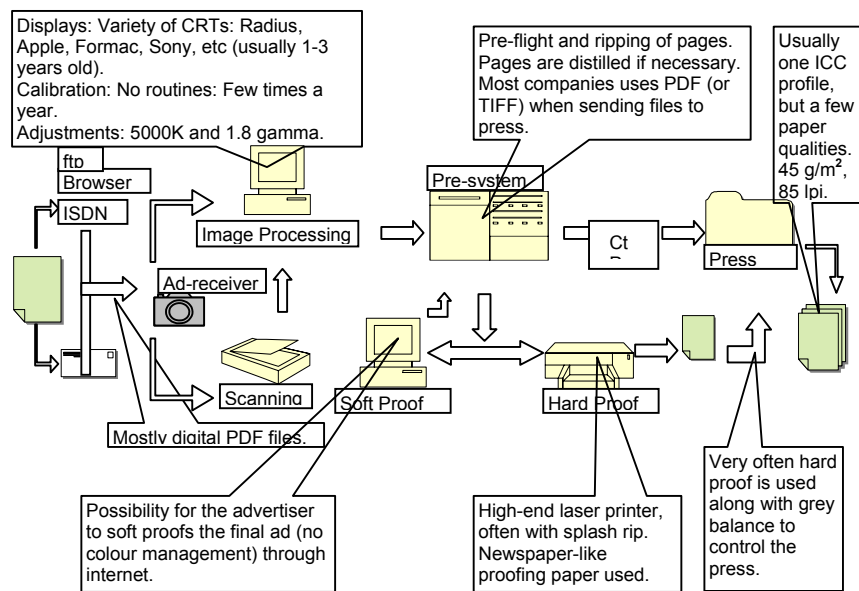 Displays: Variety of CRTs: Radius,
Apple, Formac, Sony, etc (usually 1-3
years old).
Calibration: No routines: Few times a
year.
Adjustments: 5000K and 1.8 gamma.
Pre-flight and ripping of pages.
Pages are distilled if necessary.
Most companies uses PDF (or
TIFF) when sending files to
press.
Usually
one ICC
profile,
but a few
paper
qualities.
45 g/m²,
85 lpi.
ftp
Browser
ISDN
Image Processing
Pre-system
Ct
Press
Ad-receiver
Scanning
Soft Proof
Hard Proof
Mostly digital PDF files.
Possibility for the advertiser
to soft proofs the final ad (no
colour management) through
internet.
High-end laser printer,
often with splash rip.
Newspaper-like
proofing paper used.
Very often hard
proof is used
along with grey
balance to
control the
press.